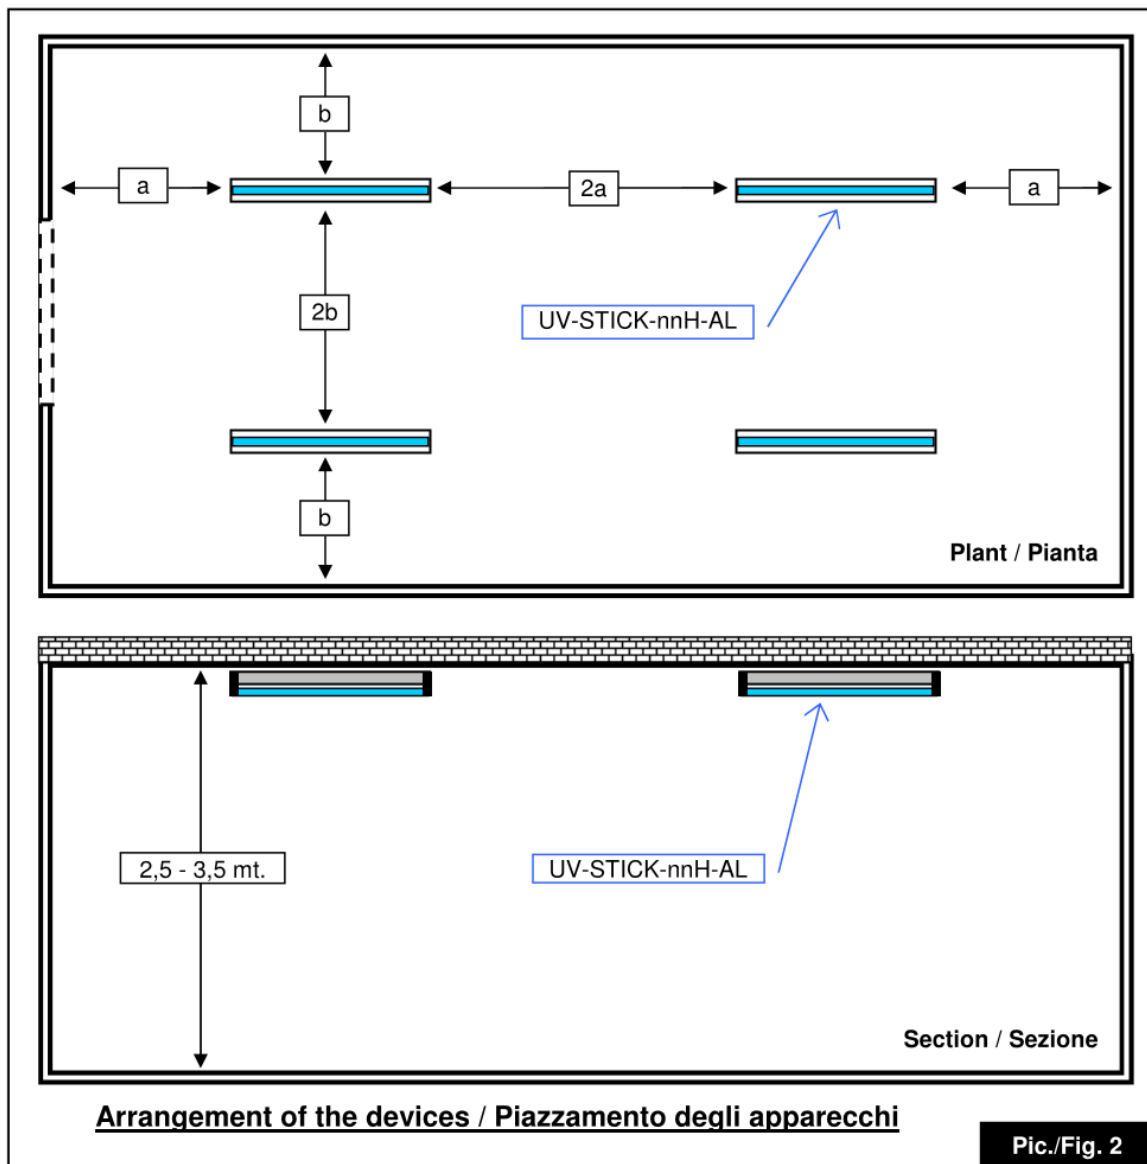 b
a
2a
a
2b
UV-STICK-nnH-AL
b
Plant / Pianta
2,5 - 3,5 mt.
UV-STICK-nnH-AL
Section / Sezione
Arrangement of the devices / Piazzamento degli apparecchi
Pic./Fig. 2